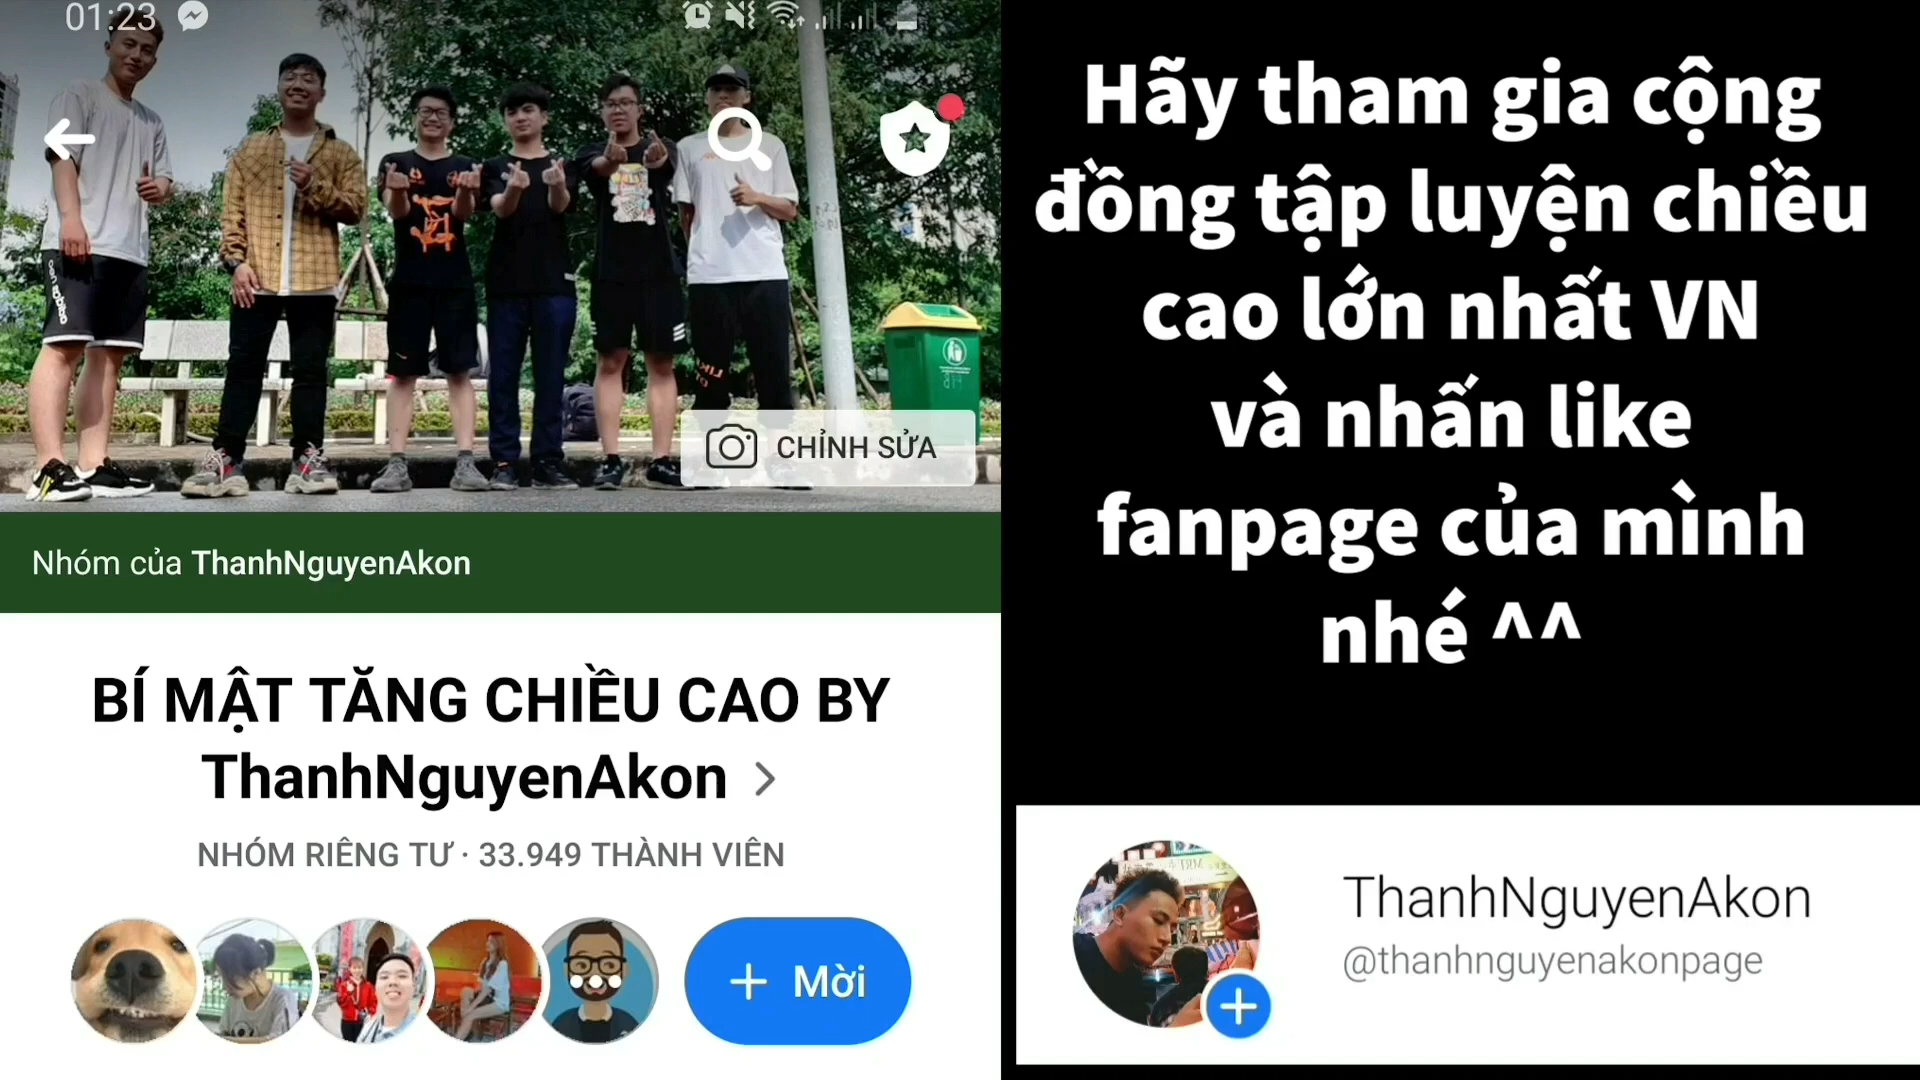 01:23
CHỈNH SỬA
Nhóm của ThanhNguyenAkon
BÍ MẬT TĂNG CHIỀU CAO BY
ThanhNguyenAkon
NHÓM RIÊNG TƯ · 33.949 THÀNH VIÊN
+ Mời
Hãy tham gia cộng
đồng tập luyện chiều
cao lớn nhất VN
và nhấn like
fanpage của mình
nhé ^^
ThanhNguyenAkon
@thanhnguyenakonpage